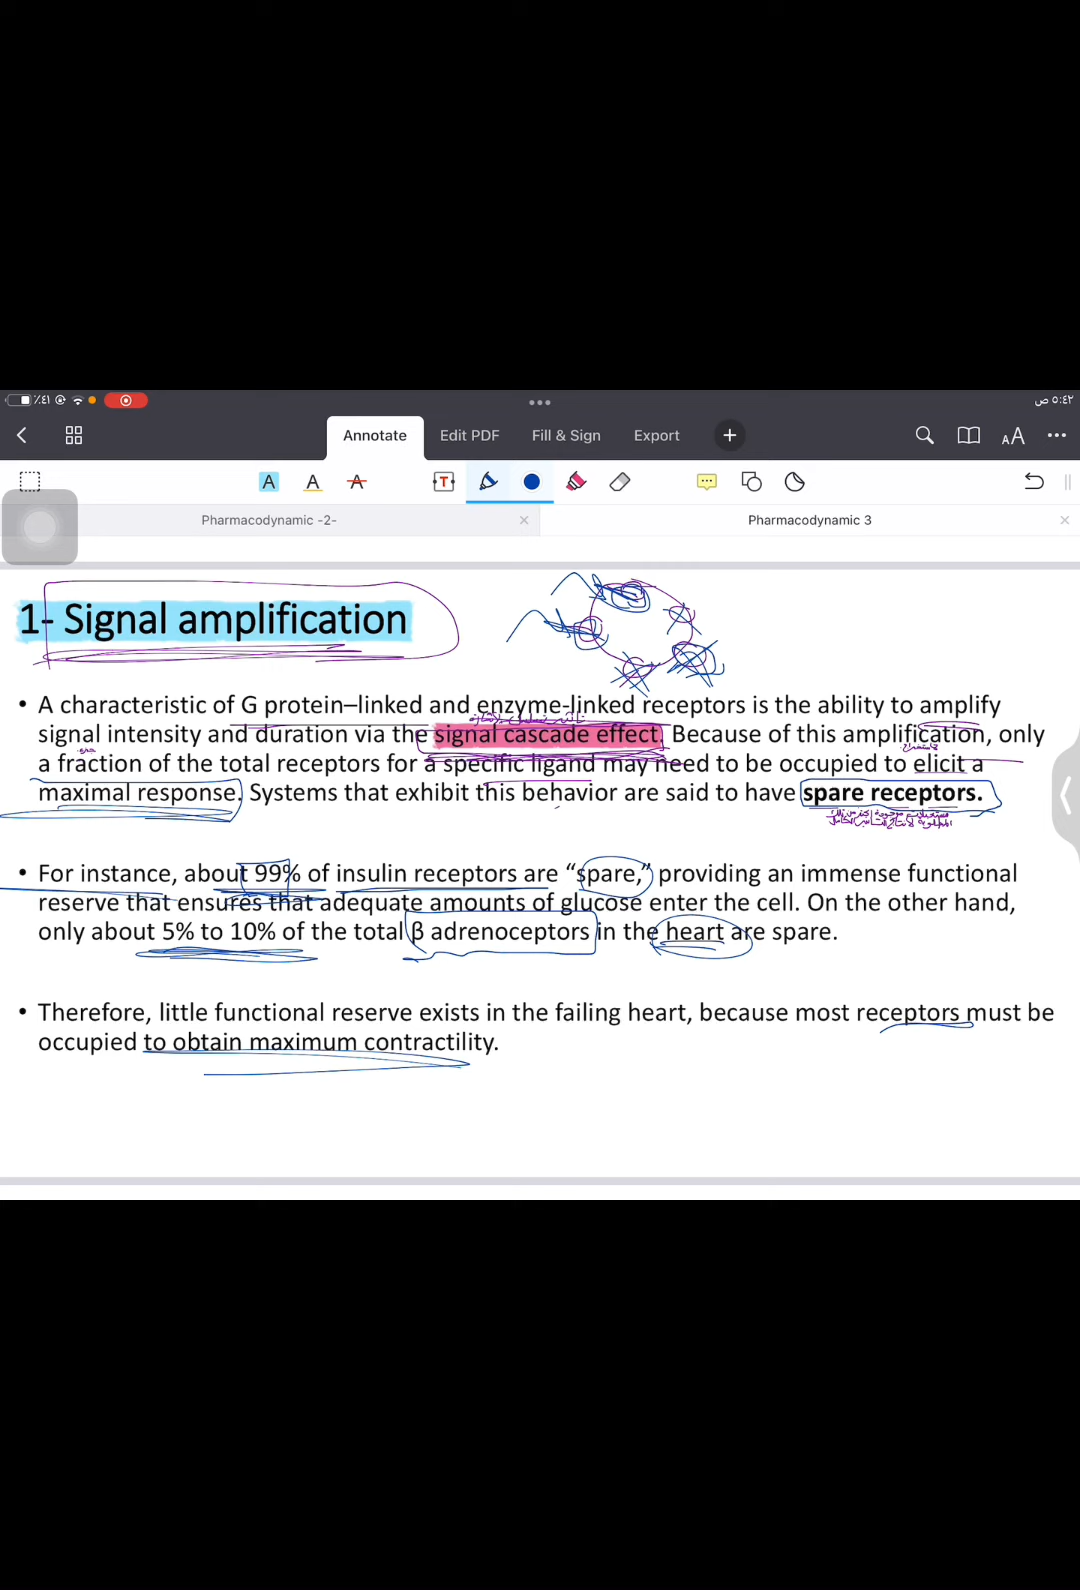 ٪٤١
٥:٤٢ ص
Annotate Edit PDF Fill & Sign Export
Pharmacodynamic -2- Pharmacodynamic 3
1- Signal amplification
• A characteristic of G protein–linked and enzyme-linked receptors is the ability to amplify
signal intensity and duration via the signal cascade effect. Because of this amplification, only
a fraction of the total receptors for a specific ligand may need to be occupied to elicit a
maximal response. Systems that exhibit this behavior are said to have spare receptors.
• For instance, about 99% of insulin receptors are “spare,” providing an immense functional
reserve that ensures that adequate amounts of glucose enter the cell. On the other hand,
only about 5% to 10% of the total β adrenoceptors in the heart are spare.
• Therefore, little functional reserve exists in the failing heart, because most receptors must be
occupied to obtain maximum contractility.